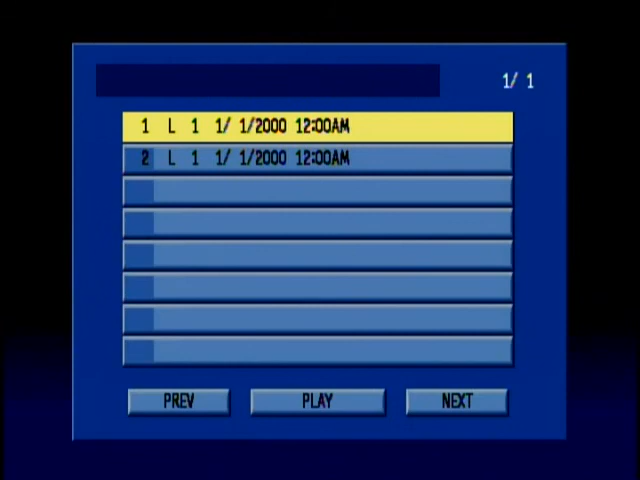 1/ 1
1 L 1 1/ 1/2000 12:00AM
2 L 1 1/ 1/2000 12:00AM
PREV PLAY NEXT